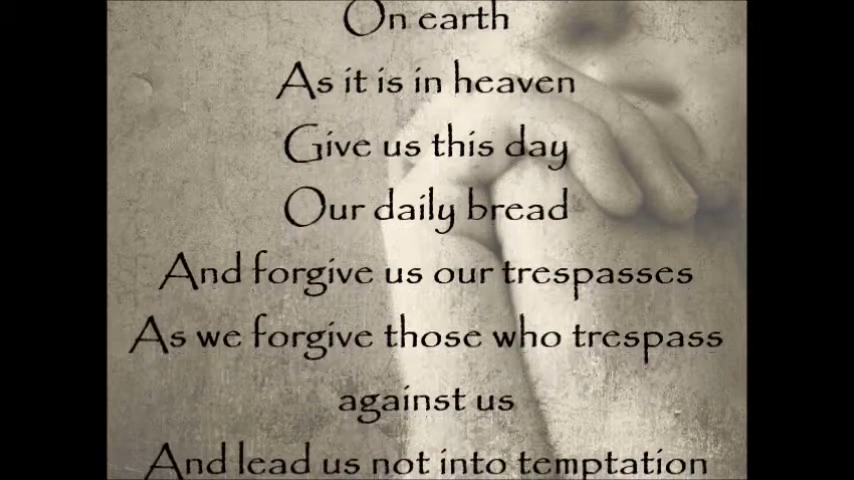 On earth
As it is in heaven
Give us this day
Our daily bread
And forgive us our trespasses
As we forgive those who trespass
against us
And lead us not into temptation